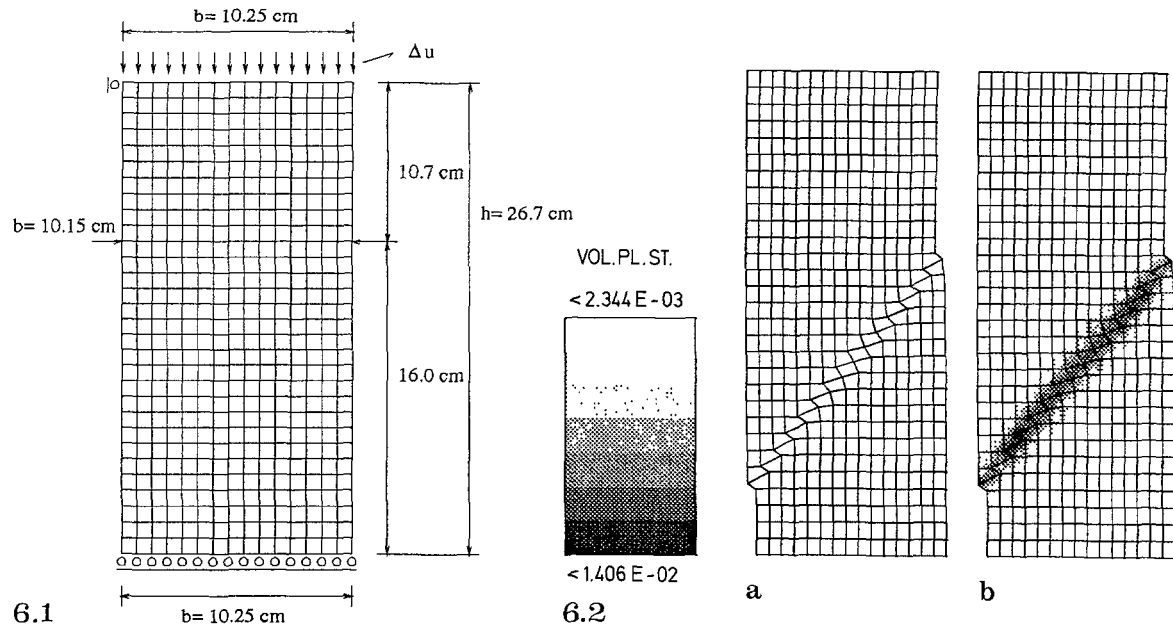 b= 10.25 cm
Δu
10.7 cm
b= 10.15 cm
h= 26.7 cm
16.0 cm
b= 10.25 cm
6.1
VOL.PL.ST.
<2.344 E-03
<1.406 E-02
6.2
a
b